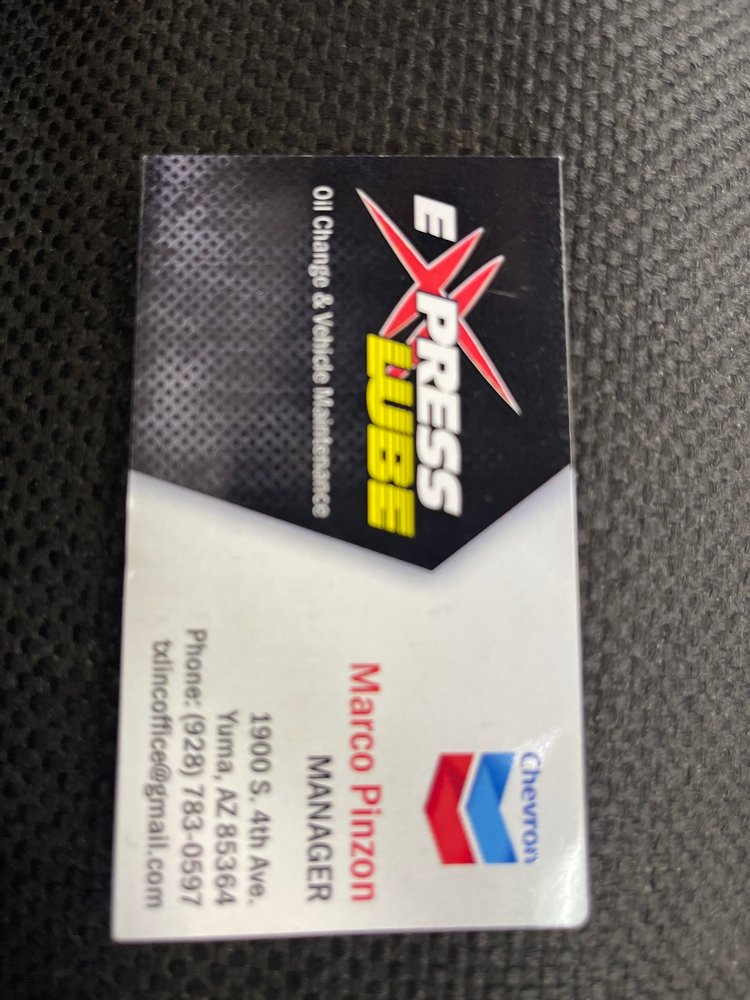 EXPRESS
LUBE
Oil Change & Vehicle Maintenance
Chevron
Marco Pinzon
MANAGER
1900 S. 4th Ave.
Yuma, AZ 85364
Phone: (928) 783-0597
txlincoffice@gmail.com